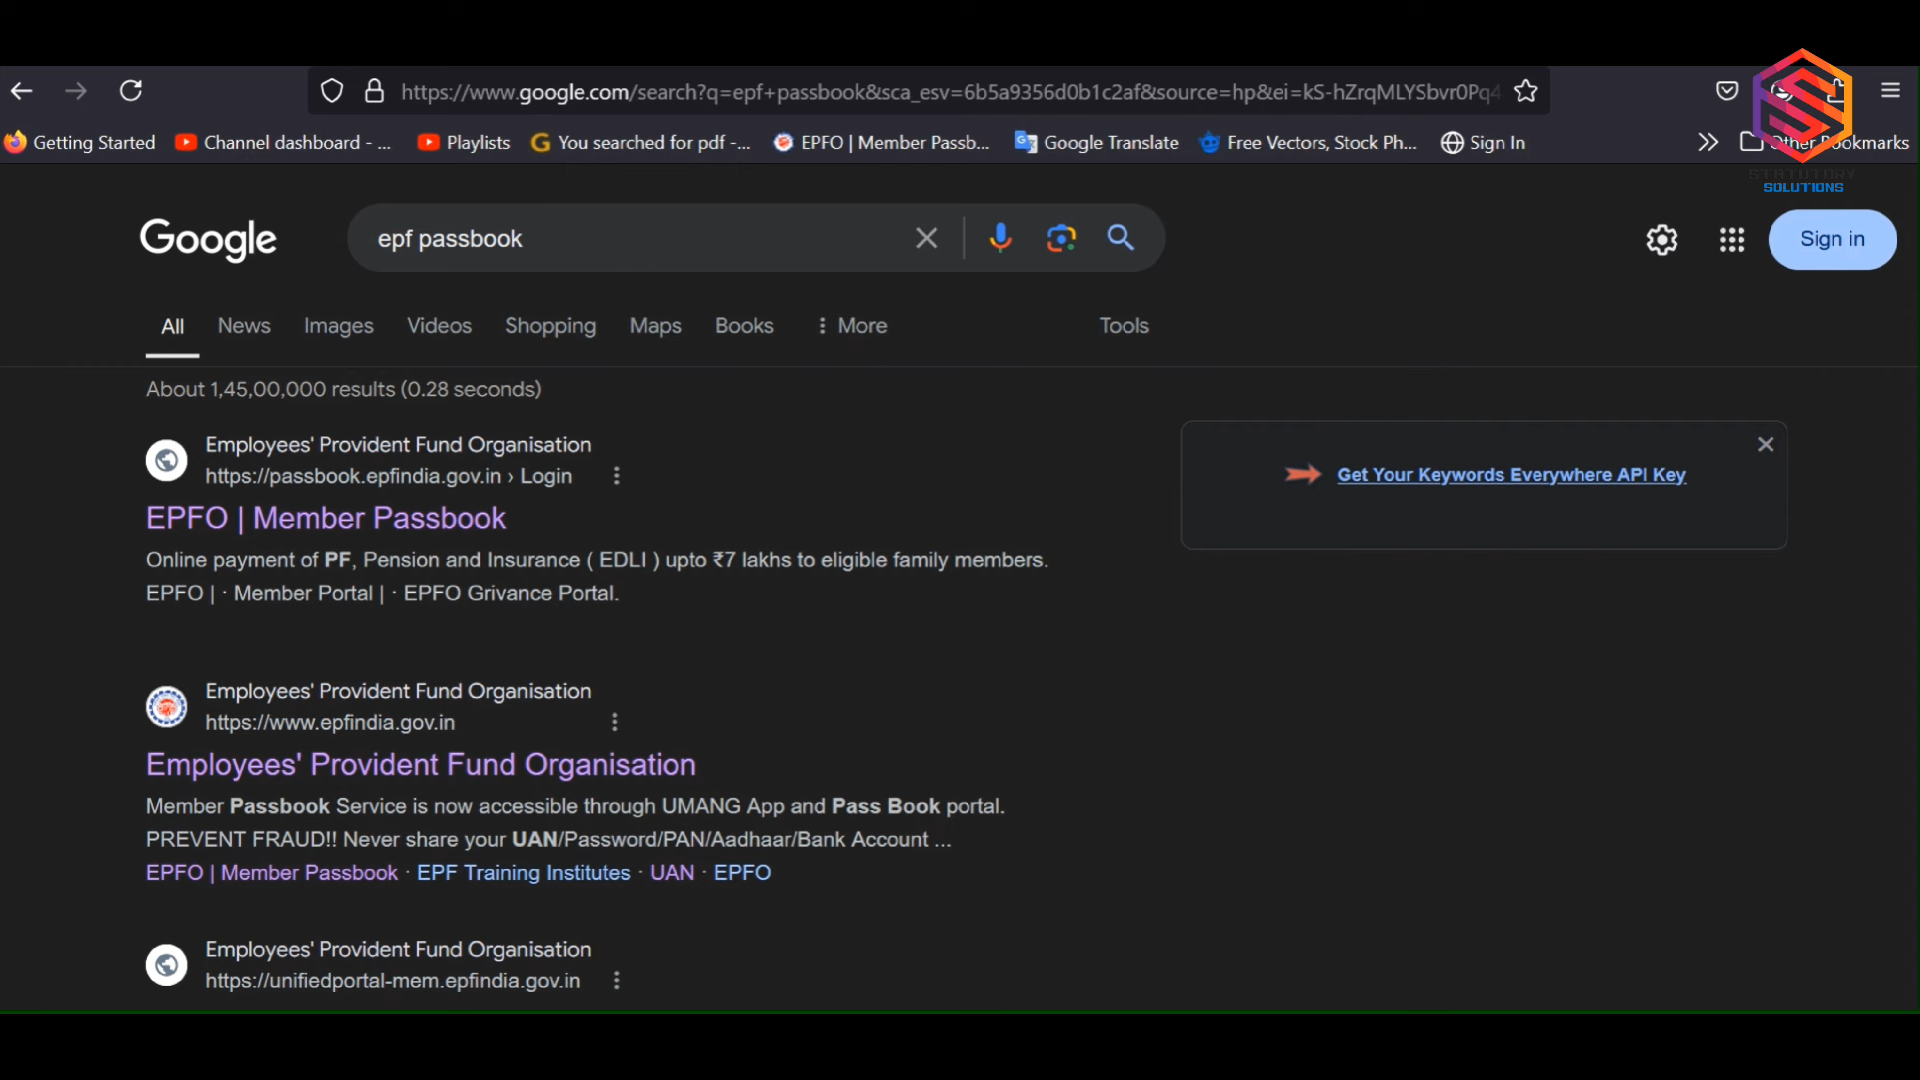 https://www.google.com/search?q=epf+passbook&sca_esv=6b5a9356d0b1c2af&source=hp&ei=kS-hZrqMLYSbvr0Pq4
Getting Started
Channel dashboard - ...
Playlists
You searched for pdf -...
EPFO | Member Passb...
Google Translate
Free Vectors, Stock Ph...
Sign In
Other Bookmarks
STATUTORY
SOLUTIONS
Google
epf passbook
Sign in
All
News
Images
Videos
Shopping
Maps
Books
More
Tools
About 1,45,00,000 results (0.28 seconds)
Employees' Provident Fund Organisation
https://passbook.epfindia.gov.in › Login
EPFO | Member Passbook
Online payment of PF, Pension and Insurance ( EDLI ) upto ₹7 lakhs to eligible family members.
EPFO | · Member Portal | · EPFO Grivance Portal.
Get Your Keywords Everywhere API Key
Employees' Provident Fund Organisation
https://www.epfindia.gov.in
Employees' Provident Fund Organisation
Member Passbook Service is now accessible through UMANG App and Pass Book portal.
PREVENT FRAUD!! Never share your UAN/Password/PAN/Aadhaar/Bank Account ...
EPFO | Member Passbook · EPF Training Institutes · UAN · EPFO
Employees' Provident Fund Organisation
https://unifiedportal-mem.epfindia.gov.in